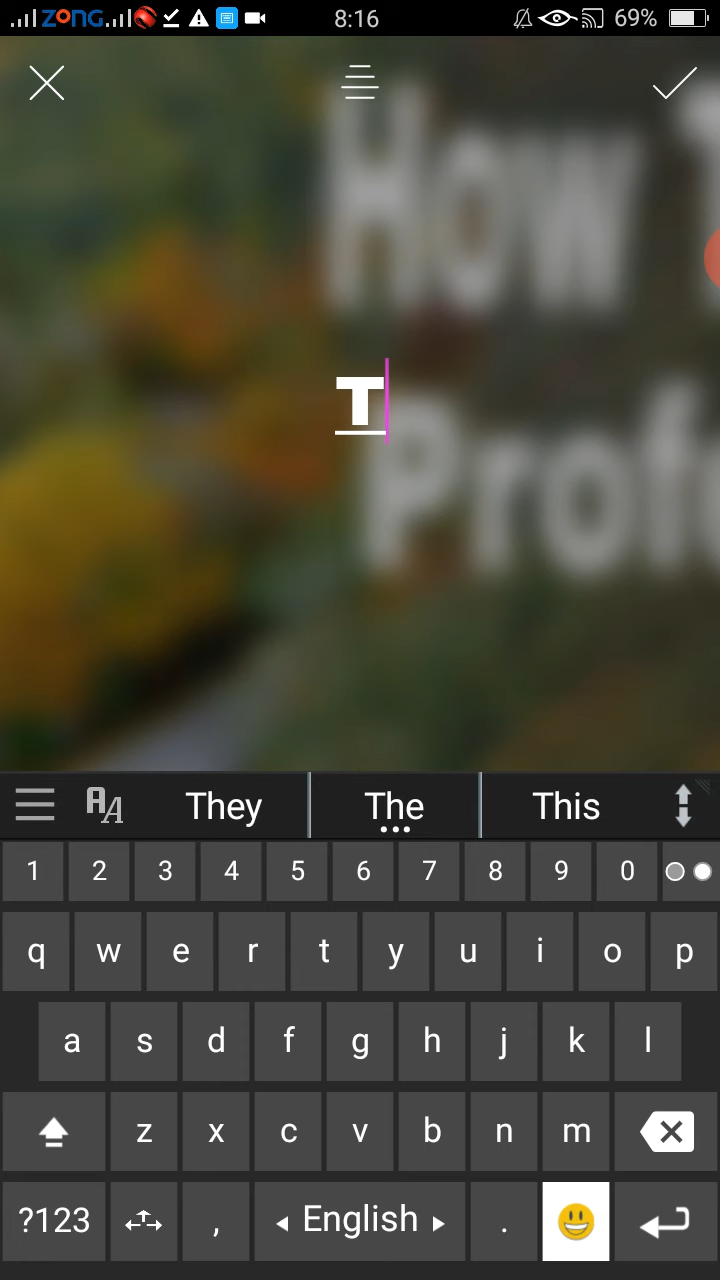 ZONG 8:16 69%
How T
T
Profe
They The This
1 2 3 4 5 6 7 8 9 0
q w e r t y u i o p
a s d f g h j k l
z x c v b n m
?123 , English .